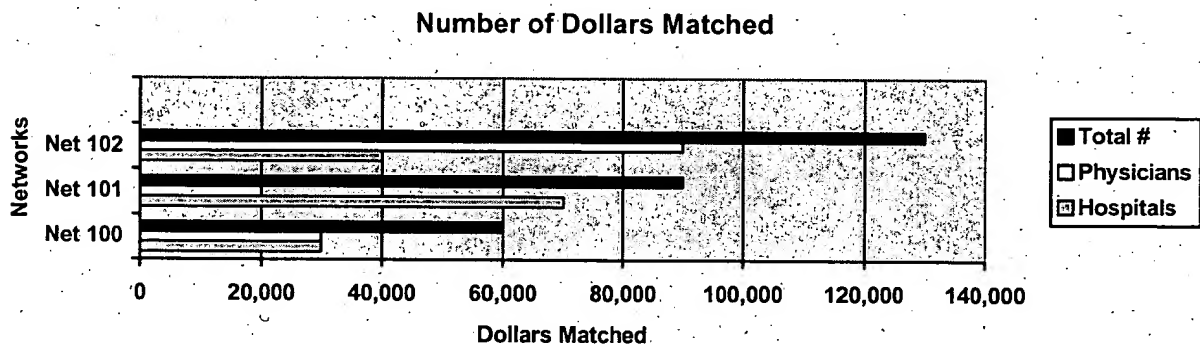 Number of Dollars Matched
Networks
Net 102
Net 101
Net 100
0 20,000 40,000 60,000 80,000 100,000 120,000 140,000
Dollars Matched
Total #
Physicians
Hospitals